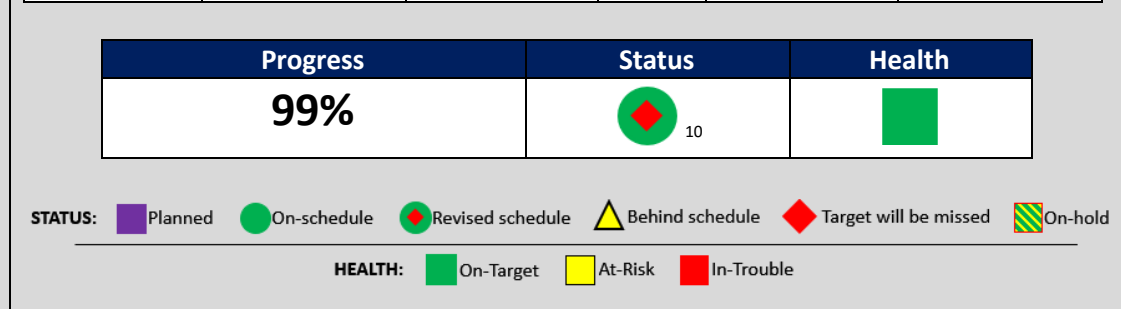 Progress Status Health
99% 10
STATUS: Planned On-schedule Revised schedule Behind schedule Target will be missed On-hold
HEALTH: On-Target At-Risk In-Trouble